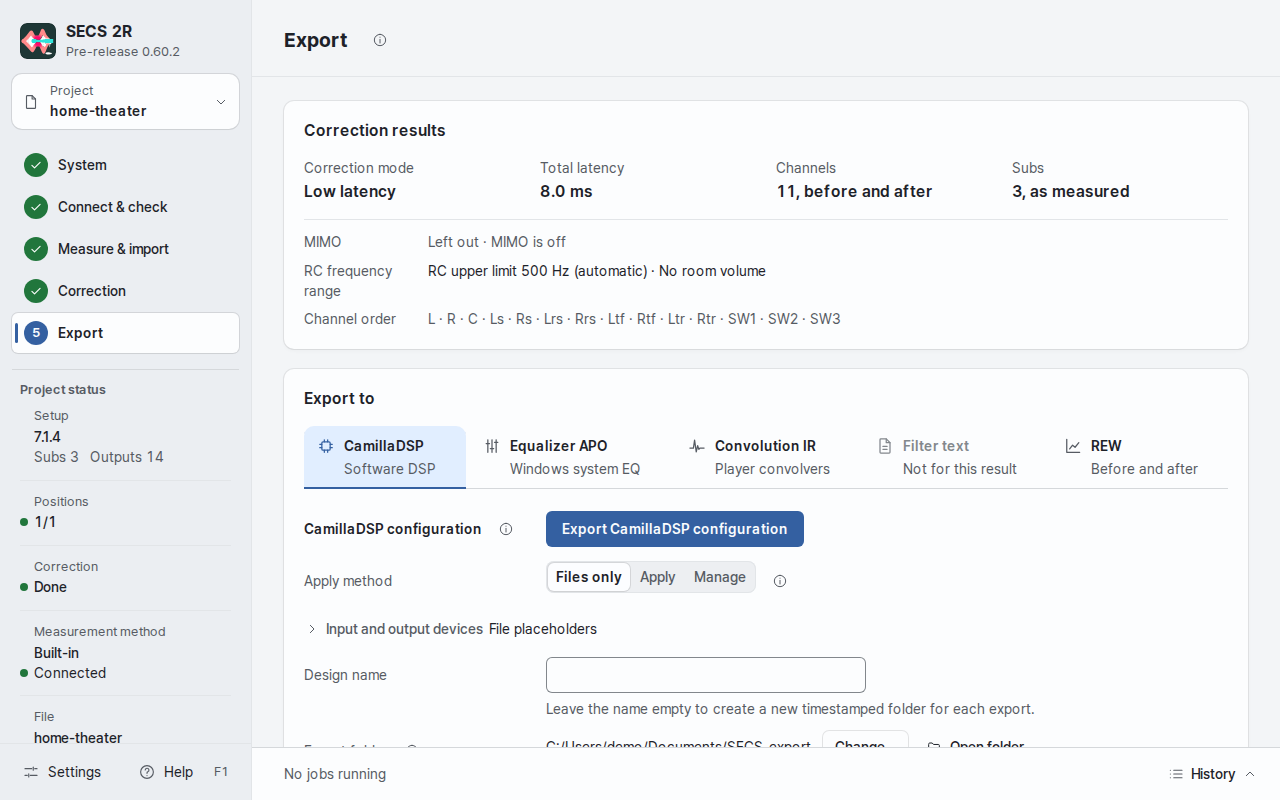 SECS 2R
Pre-release 0.60.2
Project
home-theater
System
Connect & check
Measure & import
Correction
5 Export
Project status
Setup
7.1.4
Subs 3 Outputs 14
Positions
1/1
Correction
Done
Measurement method
Built-in
Connected
File
home-theater
Settings
Help F1
Export
Correction results
Correction mode
Low latency
Total latency
8.0 ms
Channels
11, before and after
Subs
3, as measured
MIMO Left out · MIMO is off
RC frequency range RC upper limit 500 Hz (automatic) · No room volume
Channel order L · R · C · Ls · Rs · Lrs · Rrs · Ltf · Rtf · Ltr · Rtr · SW1 · SW2 · SW3
Export to
CamillaDSP
Software DSP
Equalizer APO
Windows system EQ
Convolution IR
Player convolvers
Filter text
Not for this result
REW
Before and after
CamillaDSP configuration Export CamillaDSP configuration
Apply method Files only Apply Manage
Input and output devices File placeholders
Design name
Leave the name empty to create a new timestamped folder for each export.
C:/Users/demo/Documents/SECS_export Change Open folder
No jobs running
History